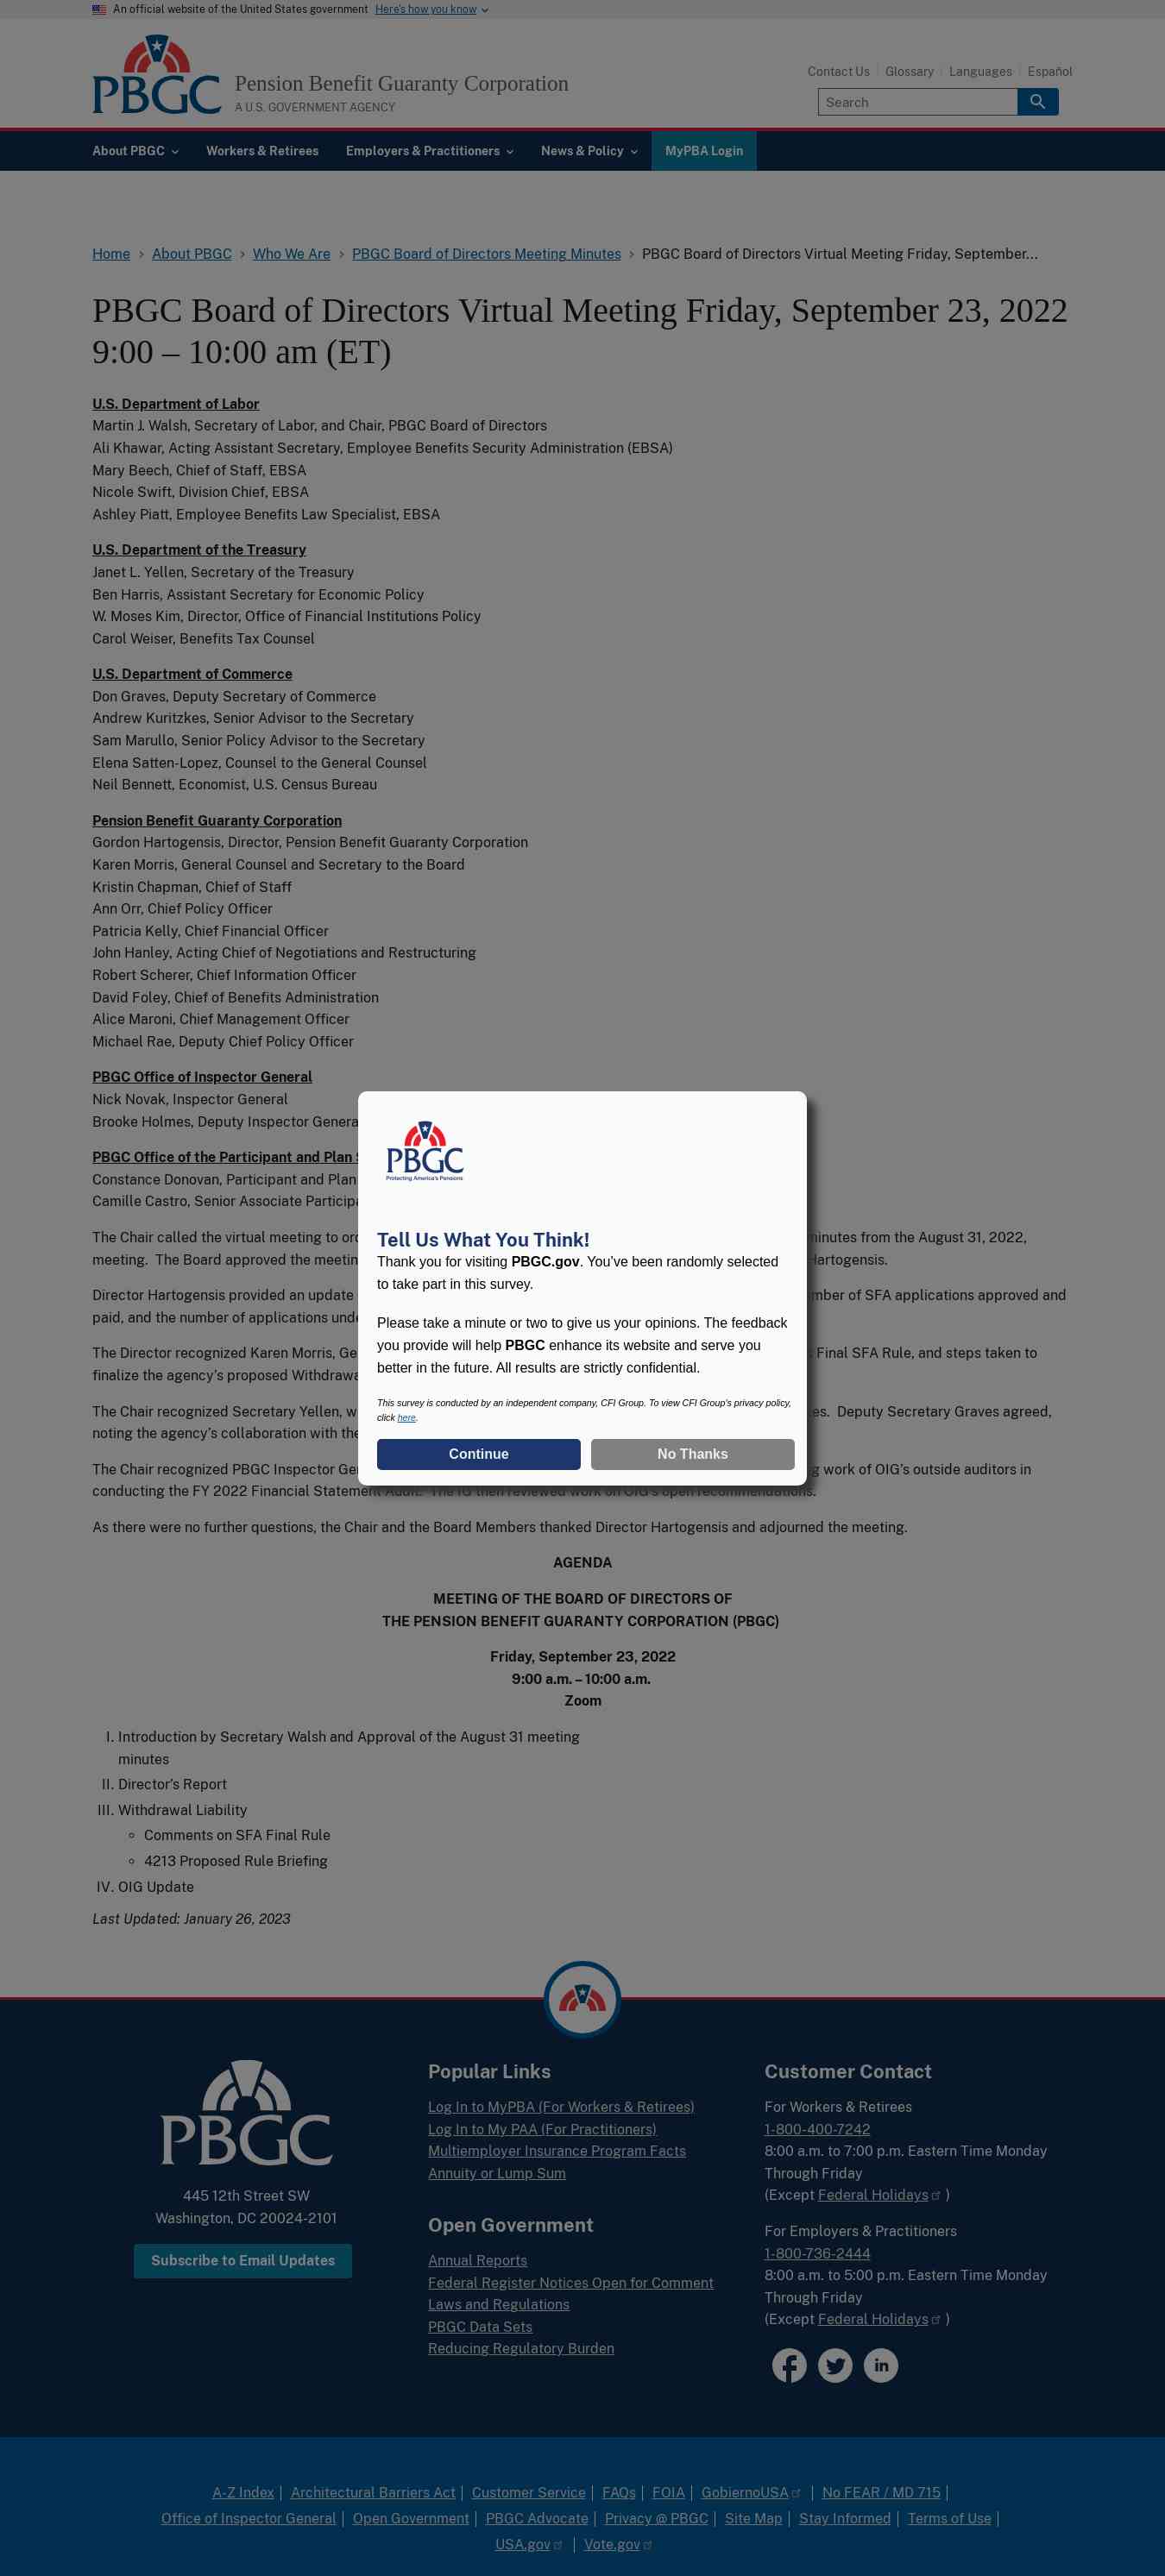 An official website of the United States government Here's how you know
PBGC
Pension Benefit Guaranty Corporation
A U.S. GOVERNMENT AGENCY
Contact Us Glossary Languages Español
Search
About PBGC Workers & Retirees Employers & Practitioners News & Policy MyPBA Login
Home > About PBGC > Who We Are > PBGC Board of Directors Meeting Minutes > PBGC Board of Directors Virtual Meeting Friday, September...
PBGC Board of Directors Virtual Meeting Friday, September 23, 2022
9:00 – 10:00 am (ET)
U.S. Department of Labor
Martin J. Walsh, Secretary of Labor, and Chair, PBGC Board of Directors
Ali Khawar, Acting Assistant Secretary, Employee Benefits Security Administration (EBSA)
Mary Beech, Chief of Staff, EBSA
Nicole Swift, Division Chief, EBSA
Ashley Piatt, Employee Benefits Law Specialist, EBSA
U.S. Department of the Treasury
Janet L. Yellen, Secretary of the Treasury
Ben Harris, Assistant Secretary for Economic Policy
W. Moses Kim, Director, Office of Financial Institutions Policy
Carol Weiser, Benefits Tax Counsel
U.S. Department of Commerce
Don Graves, Deputy Secretary of Commerce
Andrew Kuritzkes, Senior Advisor to the Secretary
Sam Marullo, Senior Policy Advisor to the Secretary
Elena Satten-Lopez, Counsel to the General Counsel
Neil Bennett, Economist, U.S. Census Bureau
Pension Benefit Guaranty Corporation
Gordon Hartogensis, Director, Pension Benefit Guaranty Corporation
Karen Morris, General Counsel and Secretary to the Board
Kristin Chapman, Chief of Staff
Ann Orr, Chief Policy Officer
Patricia Kelly, Chief Financial Officer
John Hanley, Acting Chief of Negotiations and Restructuring
Robert Scherer, Chief Information Officer
David Foley, Chief of Benefits Administration
Alice Maroni, Chief Management Officer
Michael Rae, Deputy Chief Policy Officer
PBGC Office of Inspector General
Nick Novak, Inspector General
Brooke Holmes, Deputy Inspector Genera
PBGC Office of the Participant and Plan
Constance Donovan, Participant and Plan
Camille Castro, Senior Associate
The Chair called the virtual meeting to minutes from the August 31, 2022,
meeting. The Board approved the Hartogensis.
Director Hartogensis provided an update of SFA applications approved and
paid, and the number of applications
The Director recognized Karen Morris, Final SFA Rule, and steps taken to
finalize the agency's proposed
The Chair recognized Secretary Yellen, Deputy Secretary Graves agreed,
noting the agency's collaboration with
The Chair recognized PBGC Inspector work of OIG's outside auditors in
conducting the FY 2022 Financial Statement Audit. The IG then reviewed work on OIG's open recommendations.
As there were no further questions, the Chair and the Board Members thanked Director Hartogensis and adjourned the meeting.
PBGC
Protecting America's Pensions
Tell Us What You Think!
Thank you for visiting PBGC.gov. You've been randomly selected
to take part in this survey.
Please take a minute or two to give us your opinions. The feedback
you provide will help PBGC enhance its website and serve you
better in the future. All results are strictly confidential.
This survey is conducted by an independent company, CFI Group. To view CFI Group's privacy policy,
click here.
Continue No Thanks
AGENDA
MEETING OF THE BOARD OF DIRECTORS OF
THE PENSION BENEFIT GUARANTY CORPORATION (PBGC)
Friday, September 23, 2022
9:00 a.m. – 10:00 a.m.
Zoom
I. Introduction by Secretary Walsh and Approval of the August 31 meeting
minutes
II. Director's Report
III. Withdrawal Liability
Comments on SFA Final Rule
4213 Proposed Rule Briefing
IV. OIG Update
Last Updated: January 26, 2023
PBGC
445 12th Street SW
Washington, DC 20024-2101
Subscribe to Email Updates
Popular Links
Log In to MyPBA (For Workers & Retirees)
Log In to My PAA (For Practitioners)
Multiemployer Insurance Program Facts
Annuity or Lump Sum
Open Government
Annual Reports
Federal Register Notices Open for Comment
Laws and Regulations
PBGC Data Sets
Reducing Regulatory Burden
Customer Contact
For Workers & Retirees
1-800-400-7242
8:00 a.m. to 7:00 p.m. Eastern Time Monday
Through Friday
(Except Federal Holidays )
For Employers & Practitioners
1-800-736-2444
8:00 a.m. to 5:00 p.m. Eastern Time Monday
Through Friday
(Except Federal Holidays )
A-Z Index | Architectural Barriers Act | Customer Service | FAQs | FOIA | GobiernoUSA | No FEAR / MD 715 |
Office of Inspector General | Open Government | PBGC Advocate | Privacy @ PBGC | Site Map | Stay Informed | Terms of Use |
USA.gov | Vote.gov